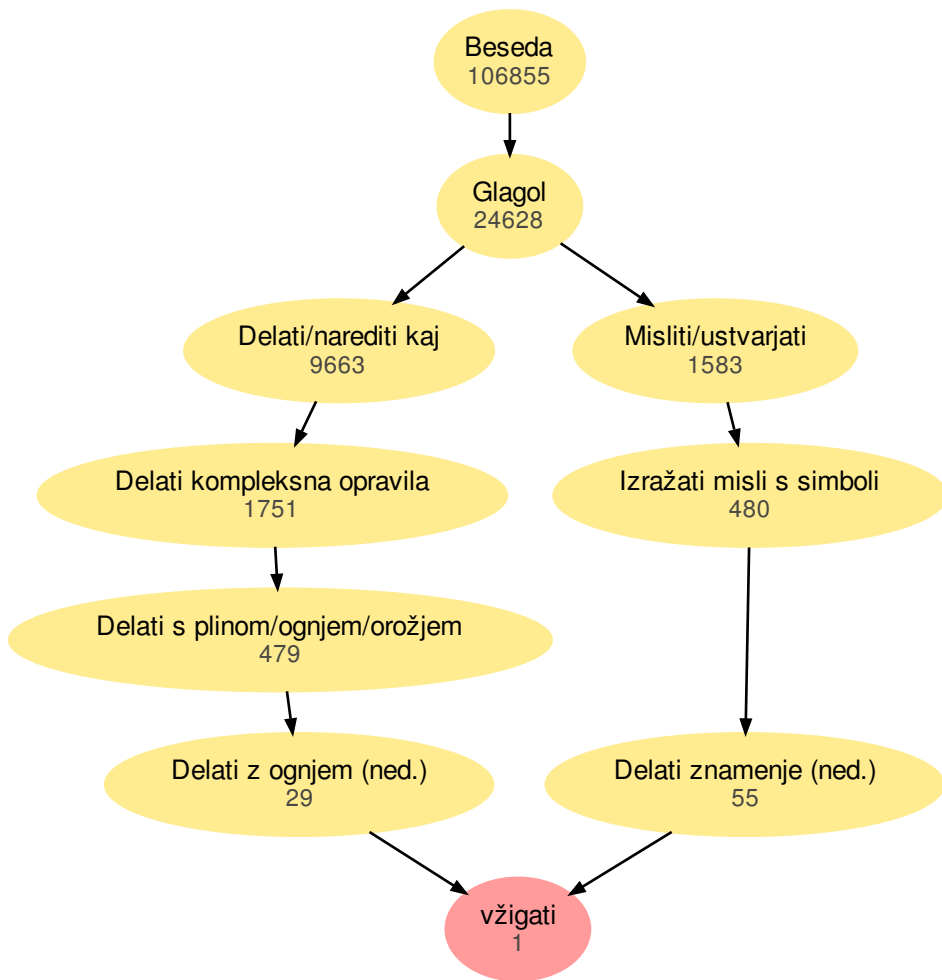 Beseda
106855
Glagol
24628
Delati/narediti kaj
9663
Misliti/ustvarjati
1583
Delati kompleksna opravila
1751
Izražati misli s simboli
480
Delati s plinom/ognjem/orožjem
479
Delati z ognjem (ned.)
29
Delati znamenje (ned.)
55
vžigati
1